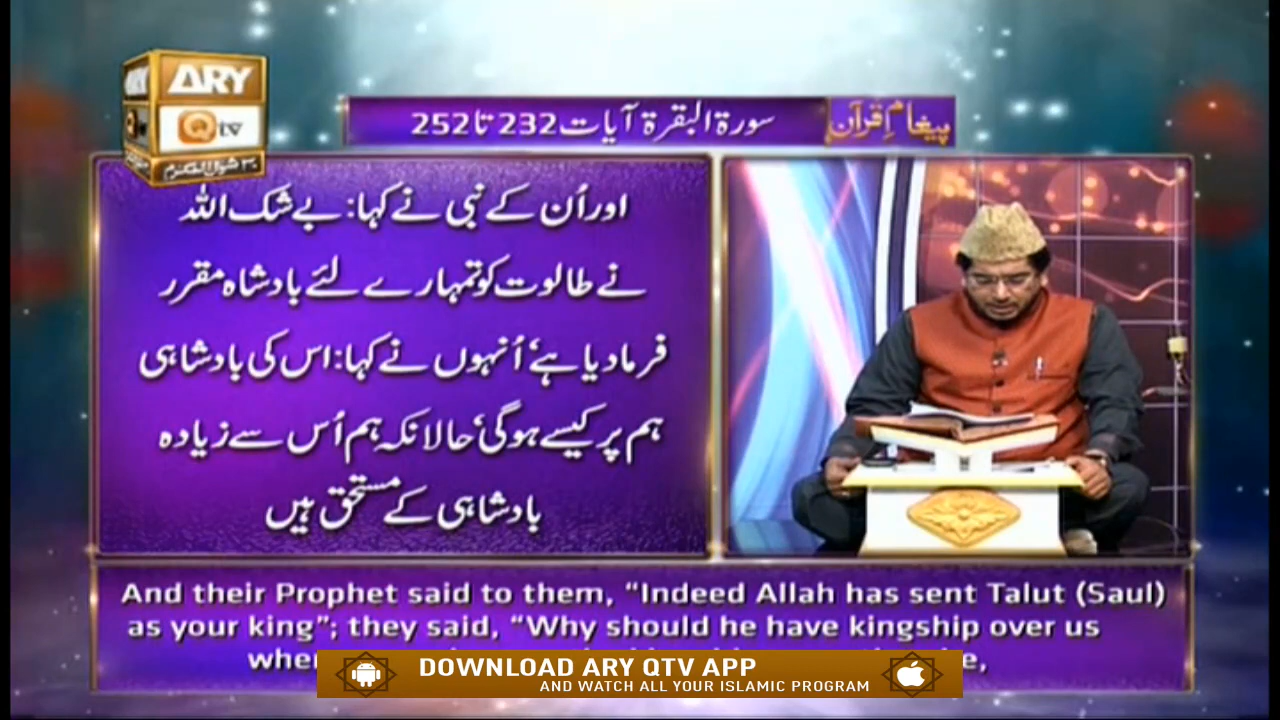 ARY
Qtv
سورۃ البقرۃ آیات 232 تا 252
پیغامِ قرآن
اور اُن کے نبی نے کہا: بے شک اللہ
نے طالوت کو تمہارے لئے بادشاہ مقرر
فرما دیا ہے، اُنہوں نے کہا: اس کی بادشاہی
ہم پر کیسے ہوگی، حالانکہ ہم اُس سے زیادہ
بادشاہی کے مستحق ہیں
And their Prophet said to them, “Indeed Allah has sent Talut (Saul)
as your king”; they said, “Why should he have kingship over us
DOWNLOAD ARY QTV APP
AND WATCH ALL YOUR ISLAMIC PROGRAM